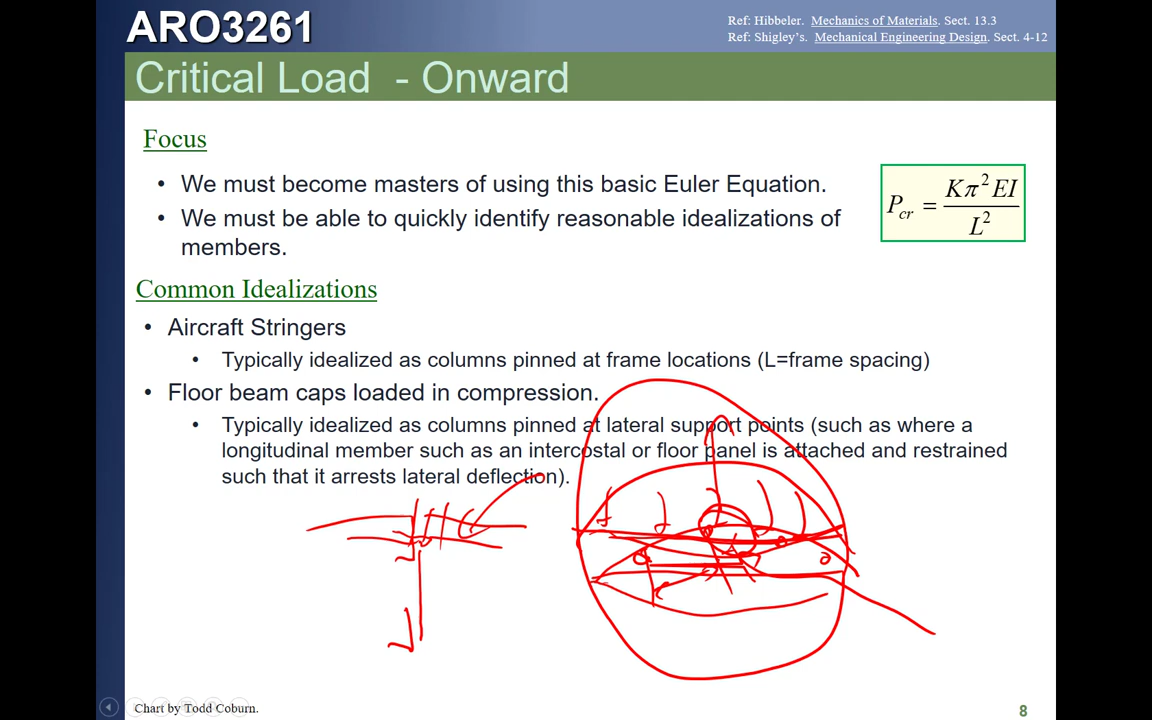 ARO3261
Ref: Hibbeler. Mechanics of Materials. Sect. 13.3
Ref: Shigley's. Mechanical Engineering Design. Sect. 4-12
Critical Load - Onward
Focus
• We must become masters of using this basic Euler Equation.
• We must be able to quickly identify reasonable idealizations of
members.
P_cr = Kπ²EI / L²
Common Idealizations
• Aircraft Stringers
• Typically idealized as columns pinned at frame locations (L=frame spacing)
• Floor beam caps loaded in compression.
• Typically idealized as columns pinned at lateral support points (such as where a
longitudinal member such as an intercostal or floor panel is attached and restrained
such that it arrests lateral deflection).
Chart by Todd Coburn.
8